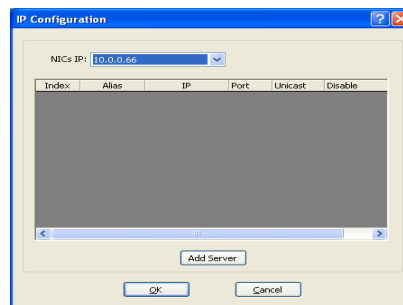 IP Configuration
NICs IP: 10.0.0.66
Index Alias IP Port Unicast Disable
Add Server
OK Cancel